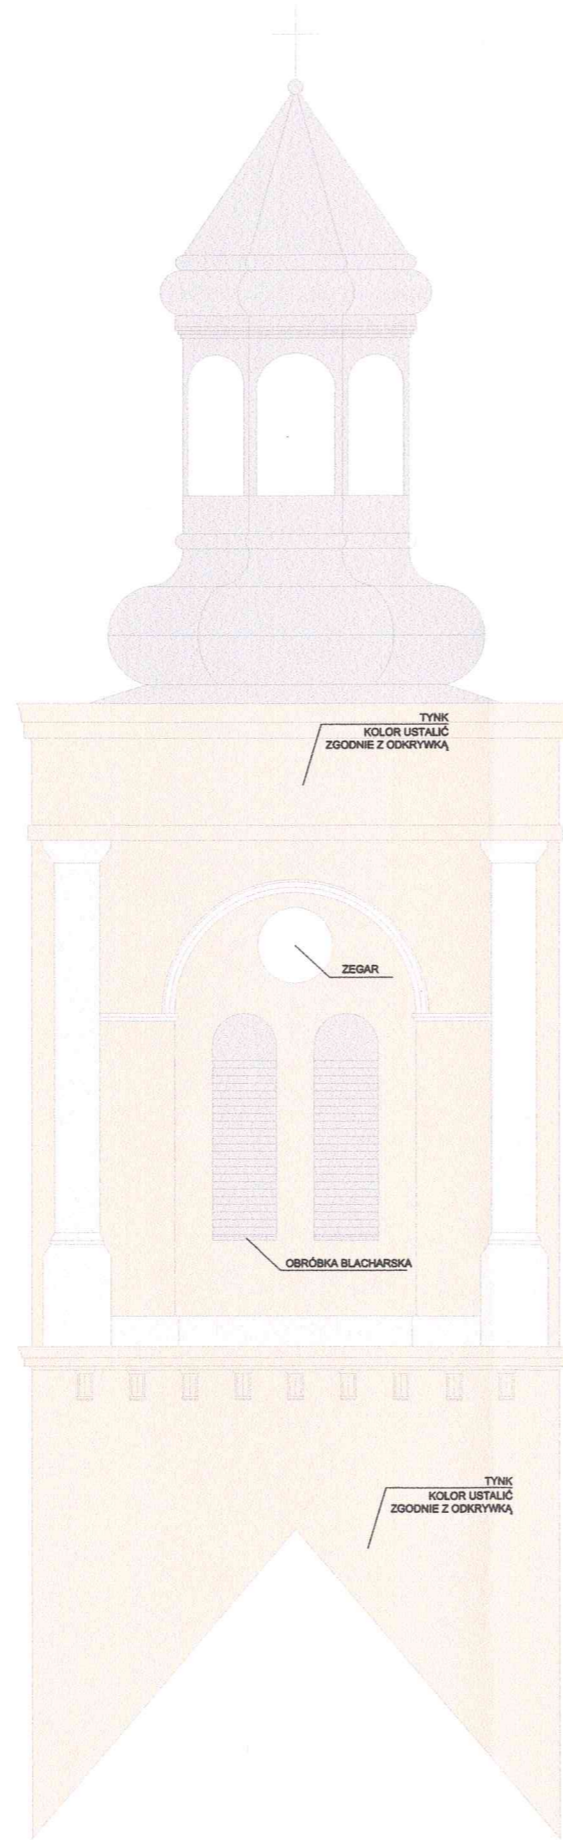 TYNK
KOLOR USTALIĆ
ZGODNIE Z ODKRYWKĄ
ZEGAR
OBRÓBKA BLACHARSKA
TYNK
KOLOR USTALIĆ
ZGODNIE Z ODKRYWKĄ